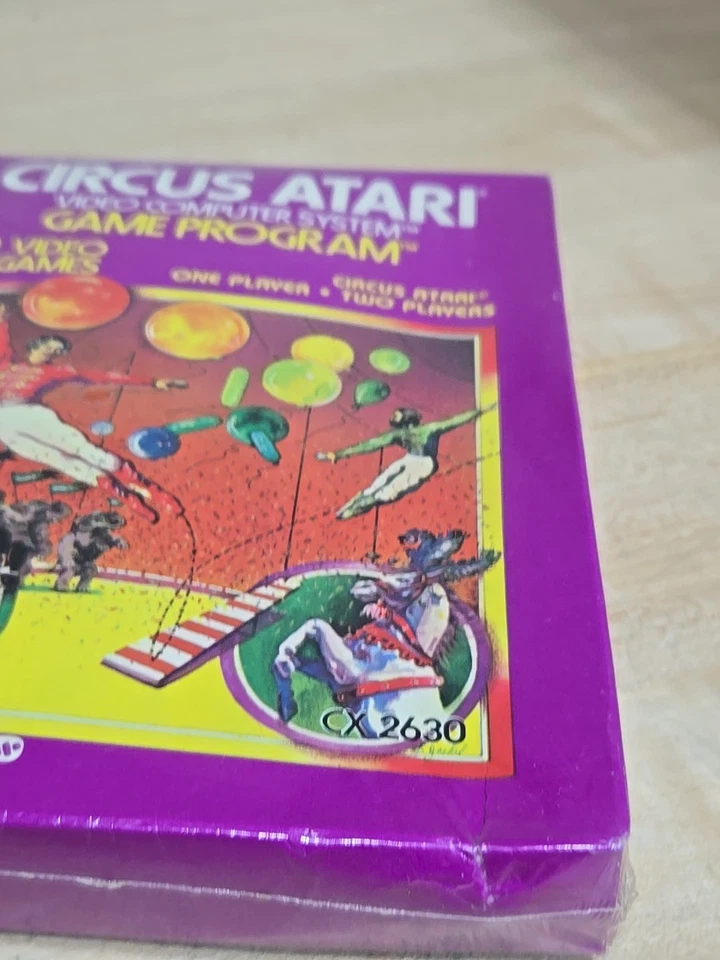 CIRCUS ATARI®
VIDEO COMPUTER SYSTEM™
GAME PROGRAM™
VIDEO
GAMES
ONE PLAYER • CIRCUS ATARI®
TWO PLAYERS
CX 2630